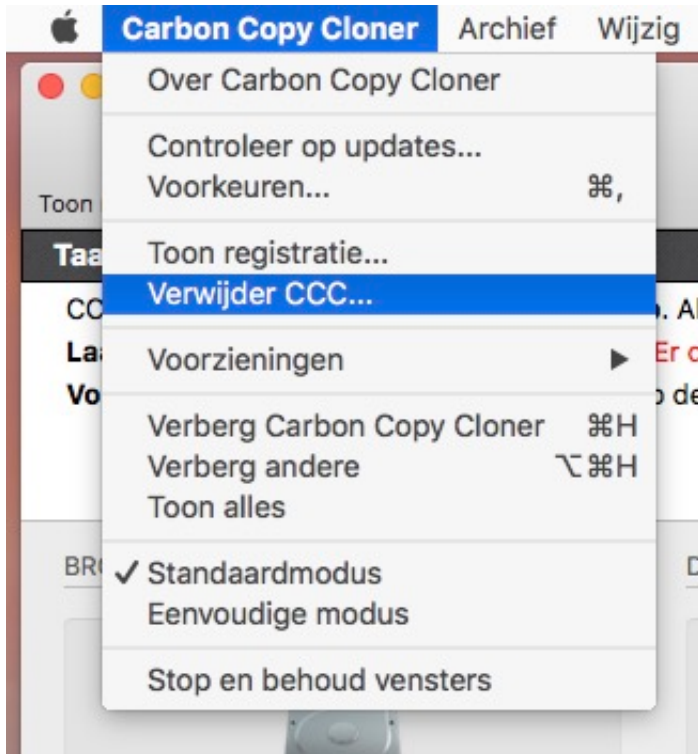 Carbon Copy Cloner Archief Wijzig
Over Carbon Copy Cloner
Controleer op updates...
Voorkeuren... ⌘,
Toon
Toon registratie...
Verwijder CCC...
Voorzieningen ▶
Er
Verberg Carbon Copy Cloner ⌘H
Verberg andere ⌥⌘H
Toon alles
✓ Standaardmodus
Eenvoudige modus
Stop en behoud vensters